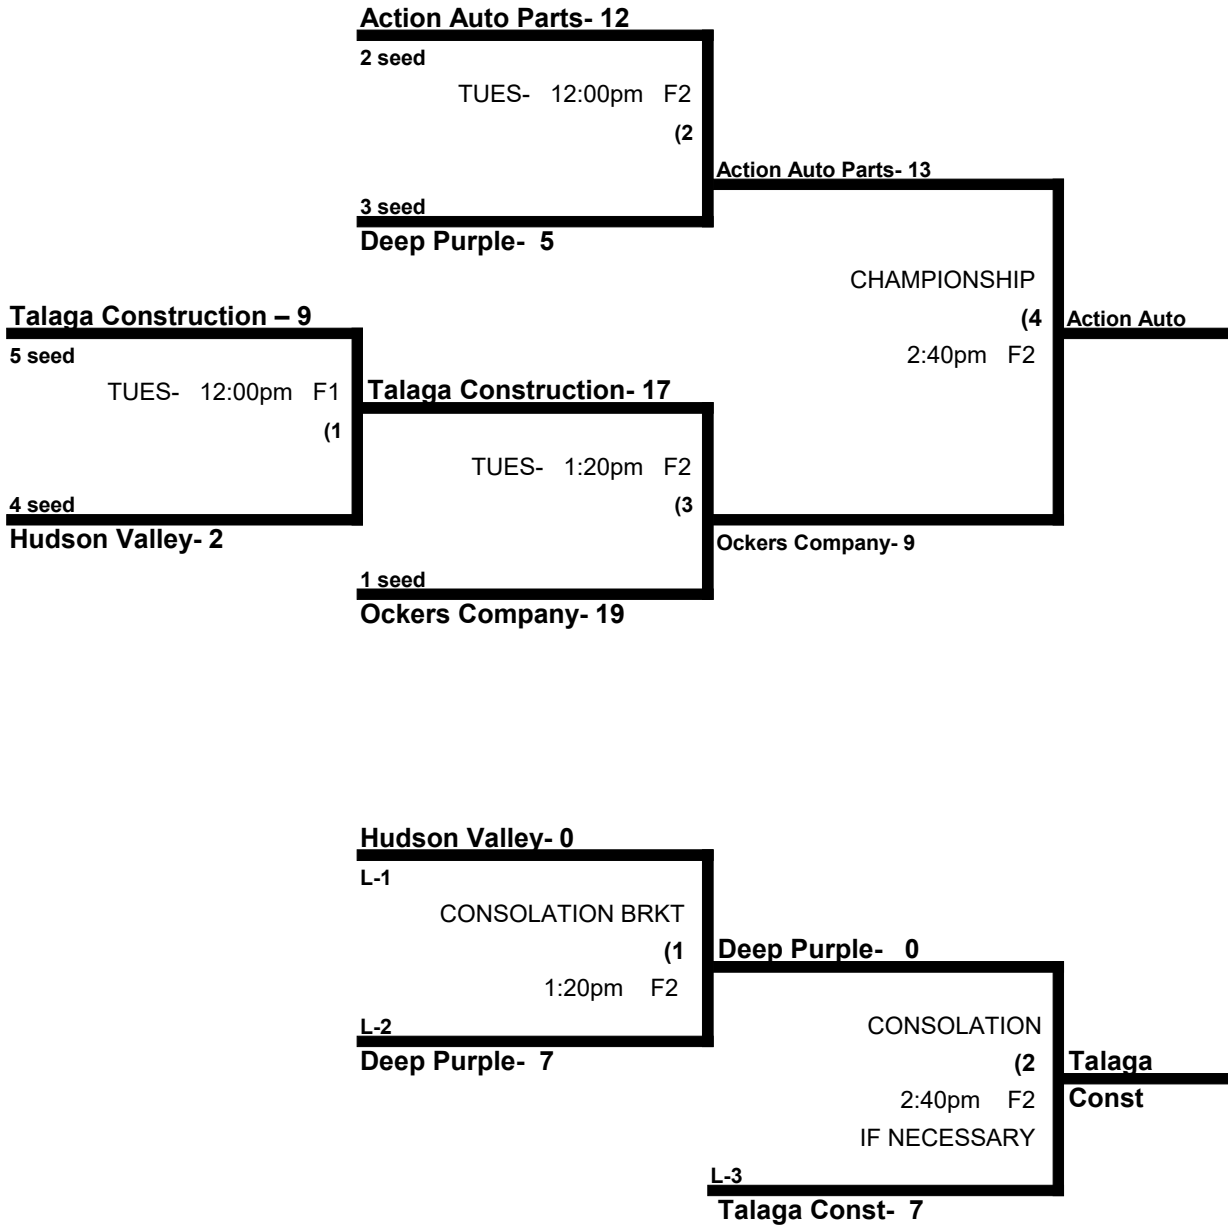 Action Auto Parts- 12
2 seed
TUES- 12:00pm F2
(2
Action Auto Parts- 13
3 seed
Deep Purple- 5
CHAMPIONSHIP
Talaga Construction – 9
(4
Action Auto
5 seed
2:40pm F2
TUES- 12:00pm F1
Talaga Construction- 17
(1
TUES- 1:20pm F2
4 seed
(3
Hudson Valley- 2
Ockers Company- 9
1 seed
Ockers Company- 19
Hudson Valley- 0
L-1
CONSOLATION BRKT
(1
Deep Purple- 0
1:20pm F2
L-2
CONSOLATION
Deep Purple- 7
(2
Talaga
2:40pm F2
Const
IF NECESSARY
L-3
Talaga Const- 7